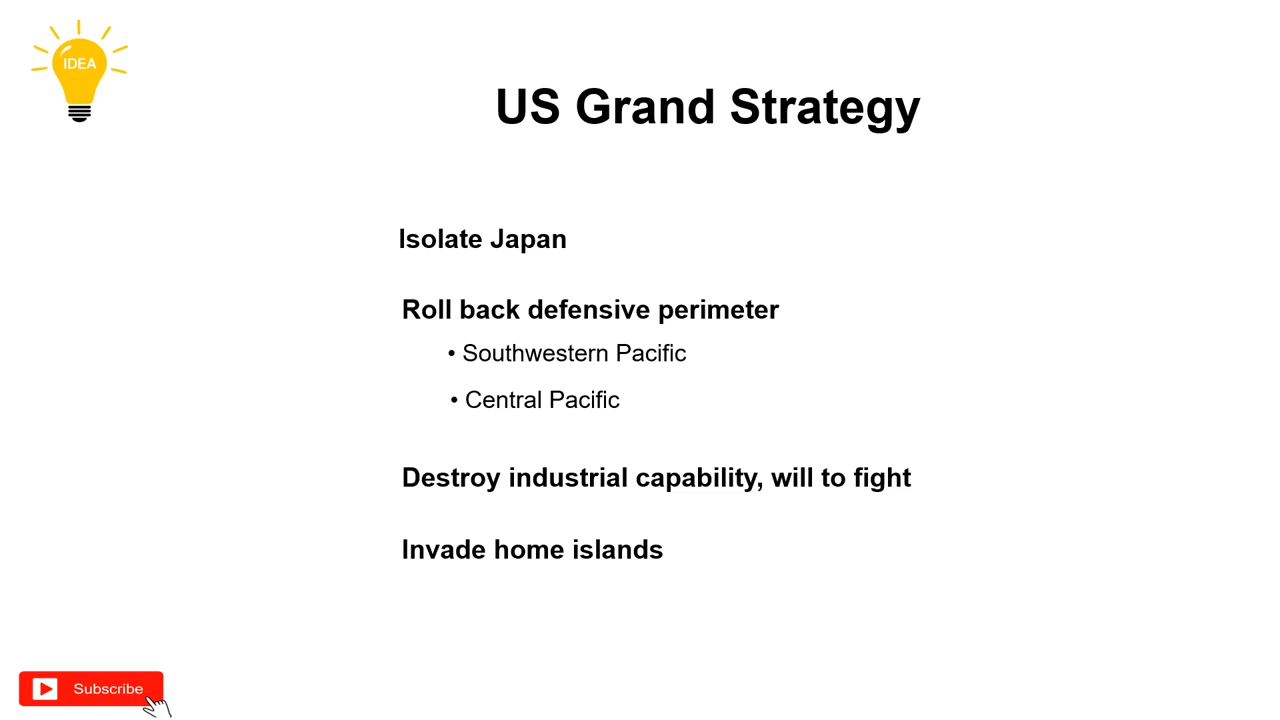 IDEA
US Grand Strategy
Isolate Japan
Roll back defensive perimeter
• Southwestern Pacific
• Central Pacific
Destroy industrial capability, will to fight
Invade home islands
Subscribe